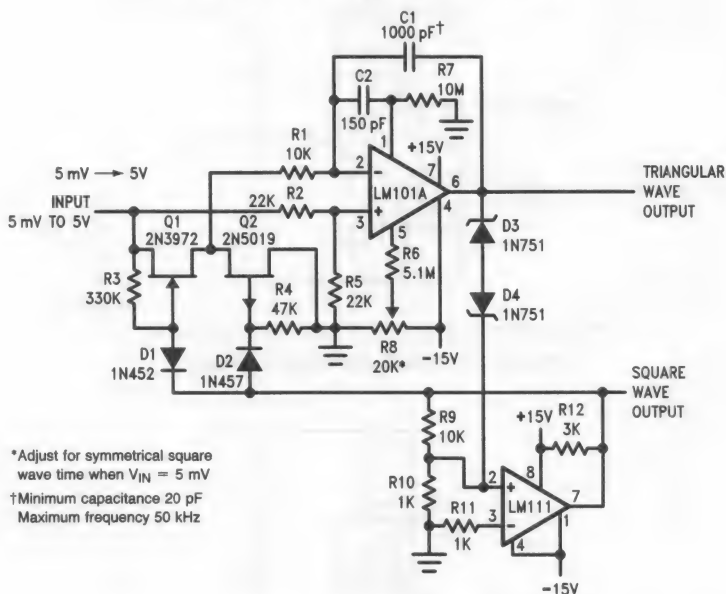 C1
1000 pF†
C2
150 pF
R7
10M
R1
10K
+15V
1
2
−
7
6
LM101A
+
3
4
5
5 mV → 5V
INPUT
5 mV TO 5V
22K
R2
Q1
2N3972
Q2
2N5019
R3
330K
R4
47K
R5
22K
R6
5.1M
R8
20K*
−15V
TRIANGULAR
WAVE
OUTPUT
D3
1N751
D4
1N751
D1
1N452
D2
1N457
SQUARE
WAVE
OUTPUT
R9
10K
+15V
R12
3K
R10
1K
R11
1K
2
+
8
7
LM111
3
−
1
4
−15V
*Adjust for symmetrical square
wave time when VIN = 5 mV
†Minimum capacitance 20 pF
Maximum frequency 50 kHz